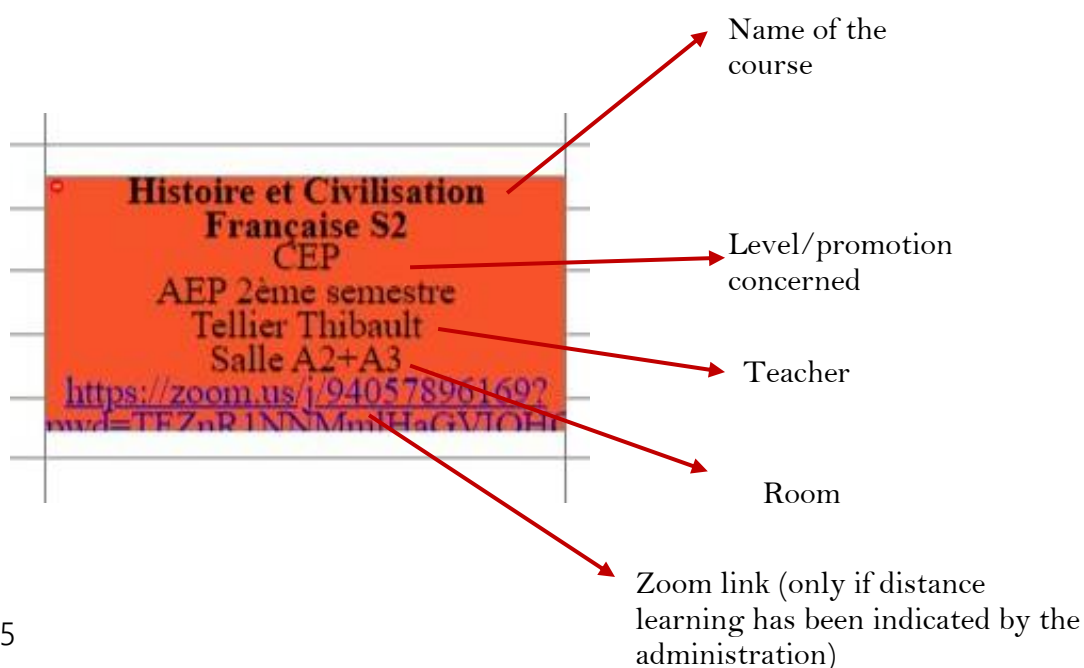 Name of the
course
Histoire et Civilisation
Française S2
CEP
AEP 2ème semestre
Tellier Thibault
Salle A2+A3
https://zoom.us/j/94057896169?
Level/promotion
concerned
Teacher
Room
Zoom link (only if distance
learning has been indicated by the
administration)
5